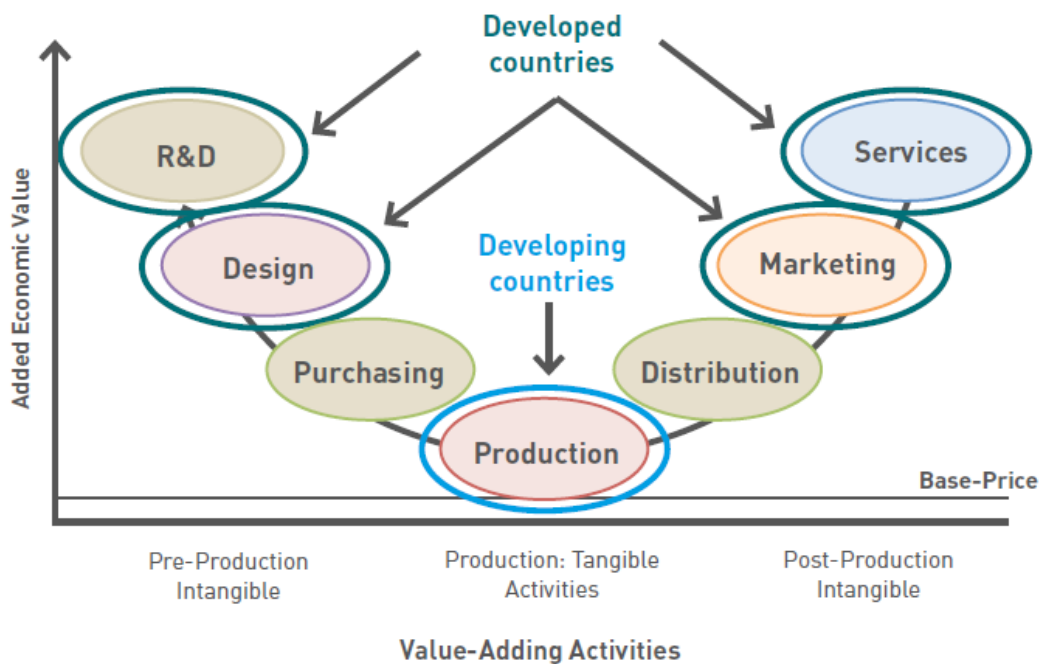 Developed
countries
R&D
Services
Design
Developing
countries
Marketing
Purchasing
Distribution
Production
Base-Price
Added Economic Value
Pre-Production
Intangible
Production: Tangible
Activities
Post-Production
Intangible
Value-Adding Activities